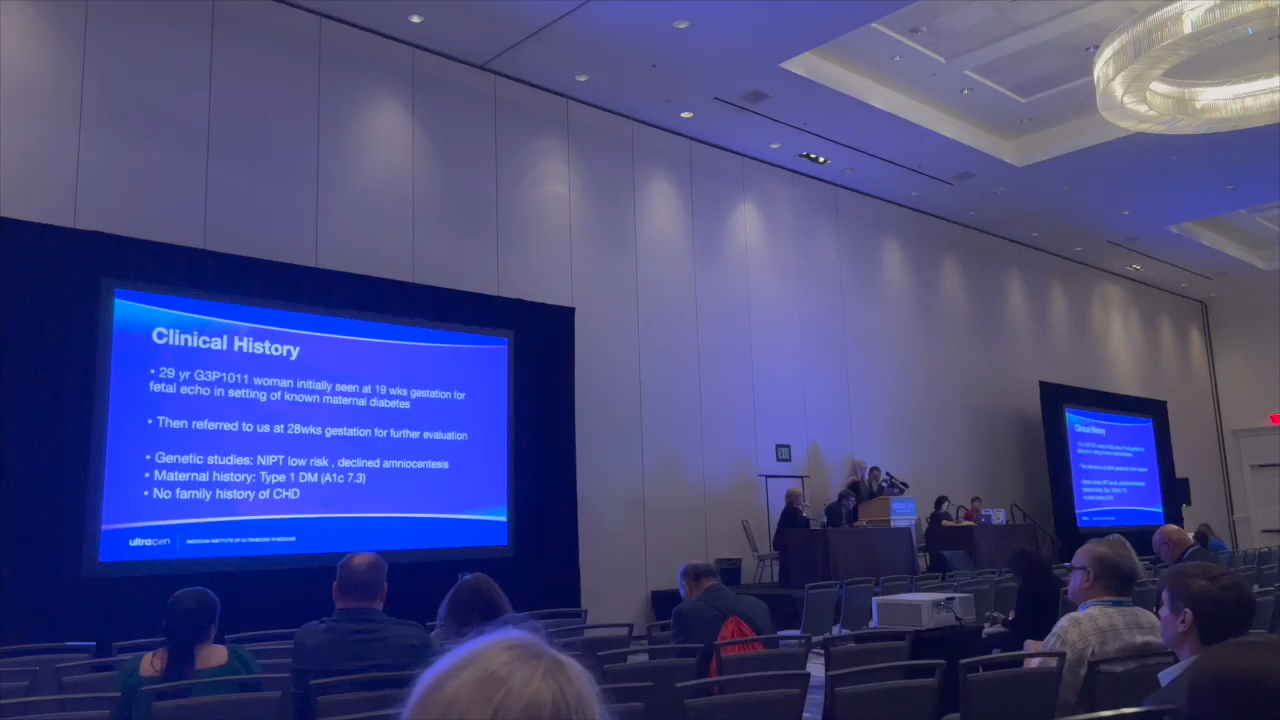 Clinical History
• 29 yr G3P1011 woman initially seen at 19 wks gestation for
fetal echo in setting of known maternal diabetes
• Then referred to us at 28wks gestation for further evaluation
• Genetic studies: NIPT low risk , declined amniocentesis
• Maternal history: Type 1 DM (A1c 7.3)
• No family history of CHD
ultracon AMERICAN INSTITUTE OF ULTRASOUND IN MEDICINE
EXIT
Clinical History